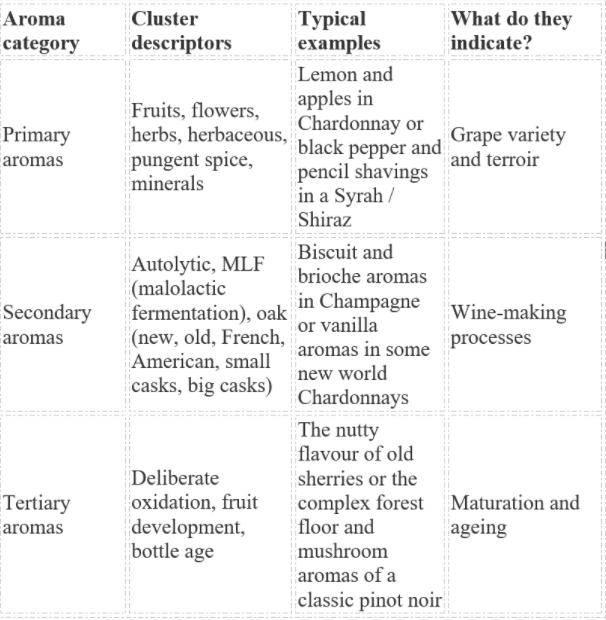 Aroma category
Cluster descriptors
Typical examples
What do they indicate?
Primary aromas
Fruits, flowers,
herbs, herbaceous,
pungent spice,
minerals
Lemon and
apples in
Chardonnay or
black pepper and
pencil shavings
in a Syrah /
Shiraz
Grape variety
and terroir
Secondary
aromas
Autolytic, MLF
(malolactic
fermentation), oak
(new, old, French,
American, small
casks, big casks)
Biscuit and
brioche aromas
in Champagne
or vanilla
aromas in some
new world
Chardonnays
Wine-making
processes
Tertiary
aromas
Deliberate
oxidation, fruit
development,
bottle age
The nutty
flavour of old
sherries or the
complex forest
floor and
mushroom
aromas of a
classic pinot noir
Maturation and
ageing